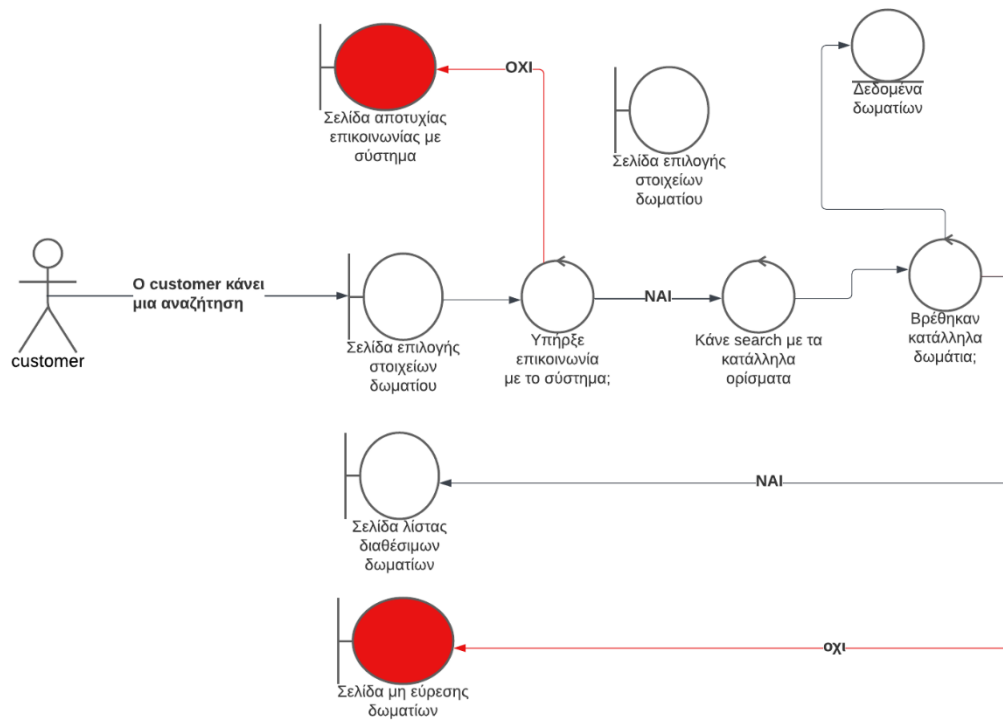 ΟΧΙ
Δεδομένα
δωματίων
Σελίδα αποτυχίας
επικοινωνίας με
σύστημα
Σελίδα επιλογής
στοιχείων
δωματίου
Ο customer κάνει
μια αναζήτηση
ΝΑΙ
customer
Σελίδα επιλογής
στοιχείων
δωματίου
Υπήρξε
επικοινωνία
με το σύστημα;
Κάνε search με τα
κατάλληλα
ορίσματα
Βρέθηκαν
κατάλληλα
δωμάτια;
ΝΑΙ
Σελίδα λίστας
διαθέσιμων
δωματίων
οχι
Σελίδα μη εύρεσης
δωματίων